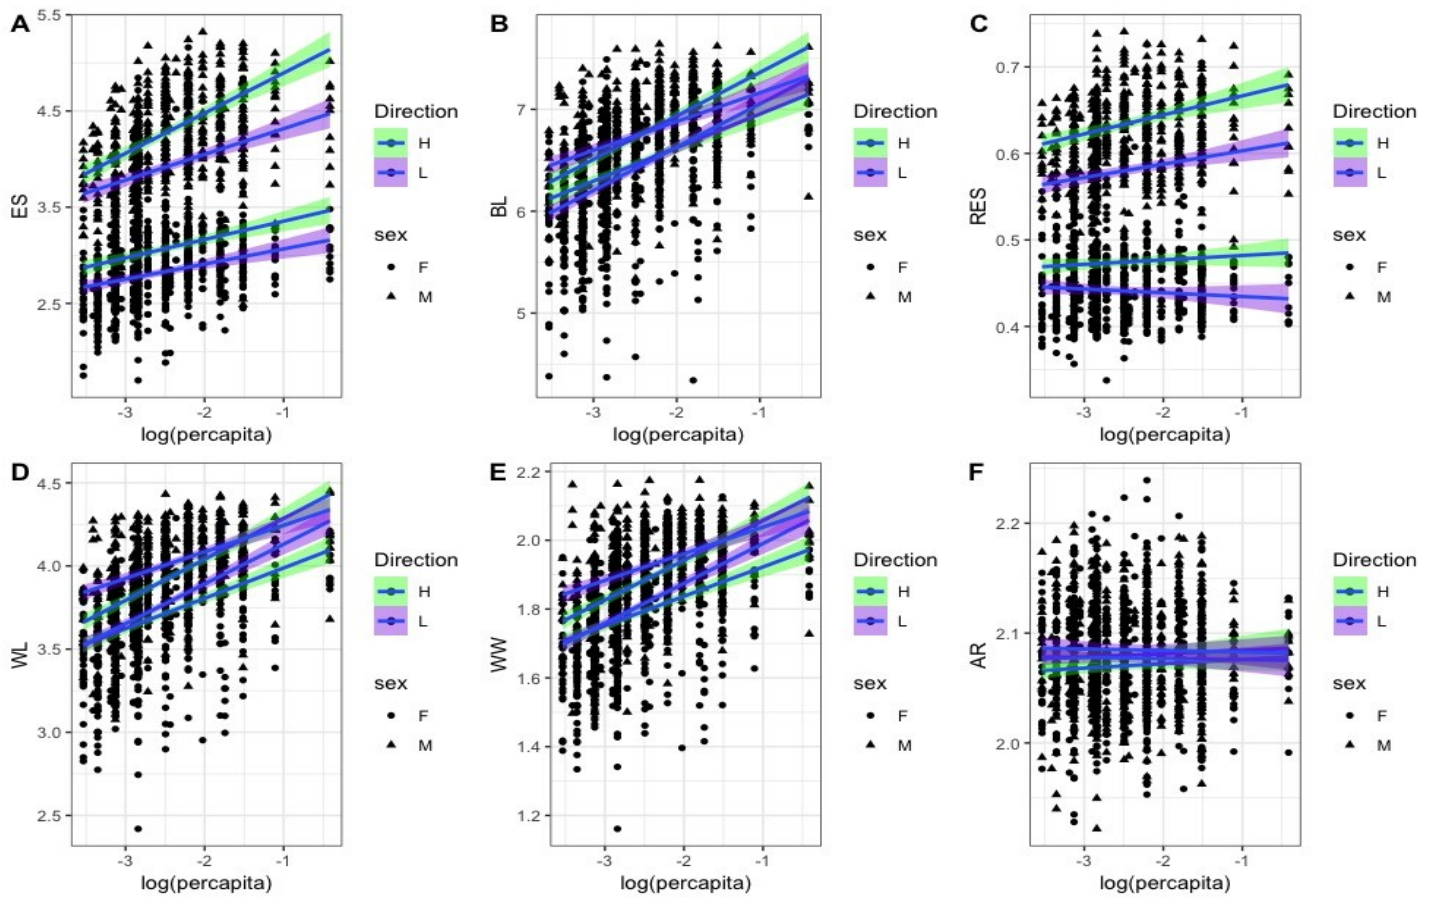 A
ES
5.5
4.5
3.5
2.5
-3 -2 -1
log(percapita)
Direction
H
L
sex
F
M
B
BL
7
6
5
-3 -2 -1
log(percapita)
Direction
H
L
sex
F
M
C
RES
0.7
0.6
0.5
0.4
-3 -2 -1
log(percapita)
Direction
H
L
sex
F
M
D
WL
4.5
4.0
3.5
3.0
2.5
-3 -2 -1
log(percapita)
Direction
H
L
sex
F
M
E
WW
2.2
2.0
1.8
1.6
1.4
1.2
-3 -2 -1
log(percapita)
Direction
H
L
sex
F
M
F
AR
2.2
2.1
2.0
-3 -2 -1
log(percapita)
Direction
H
L
sex
F
M